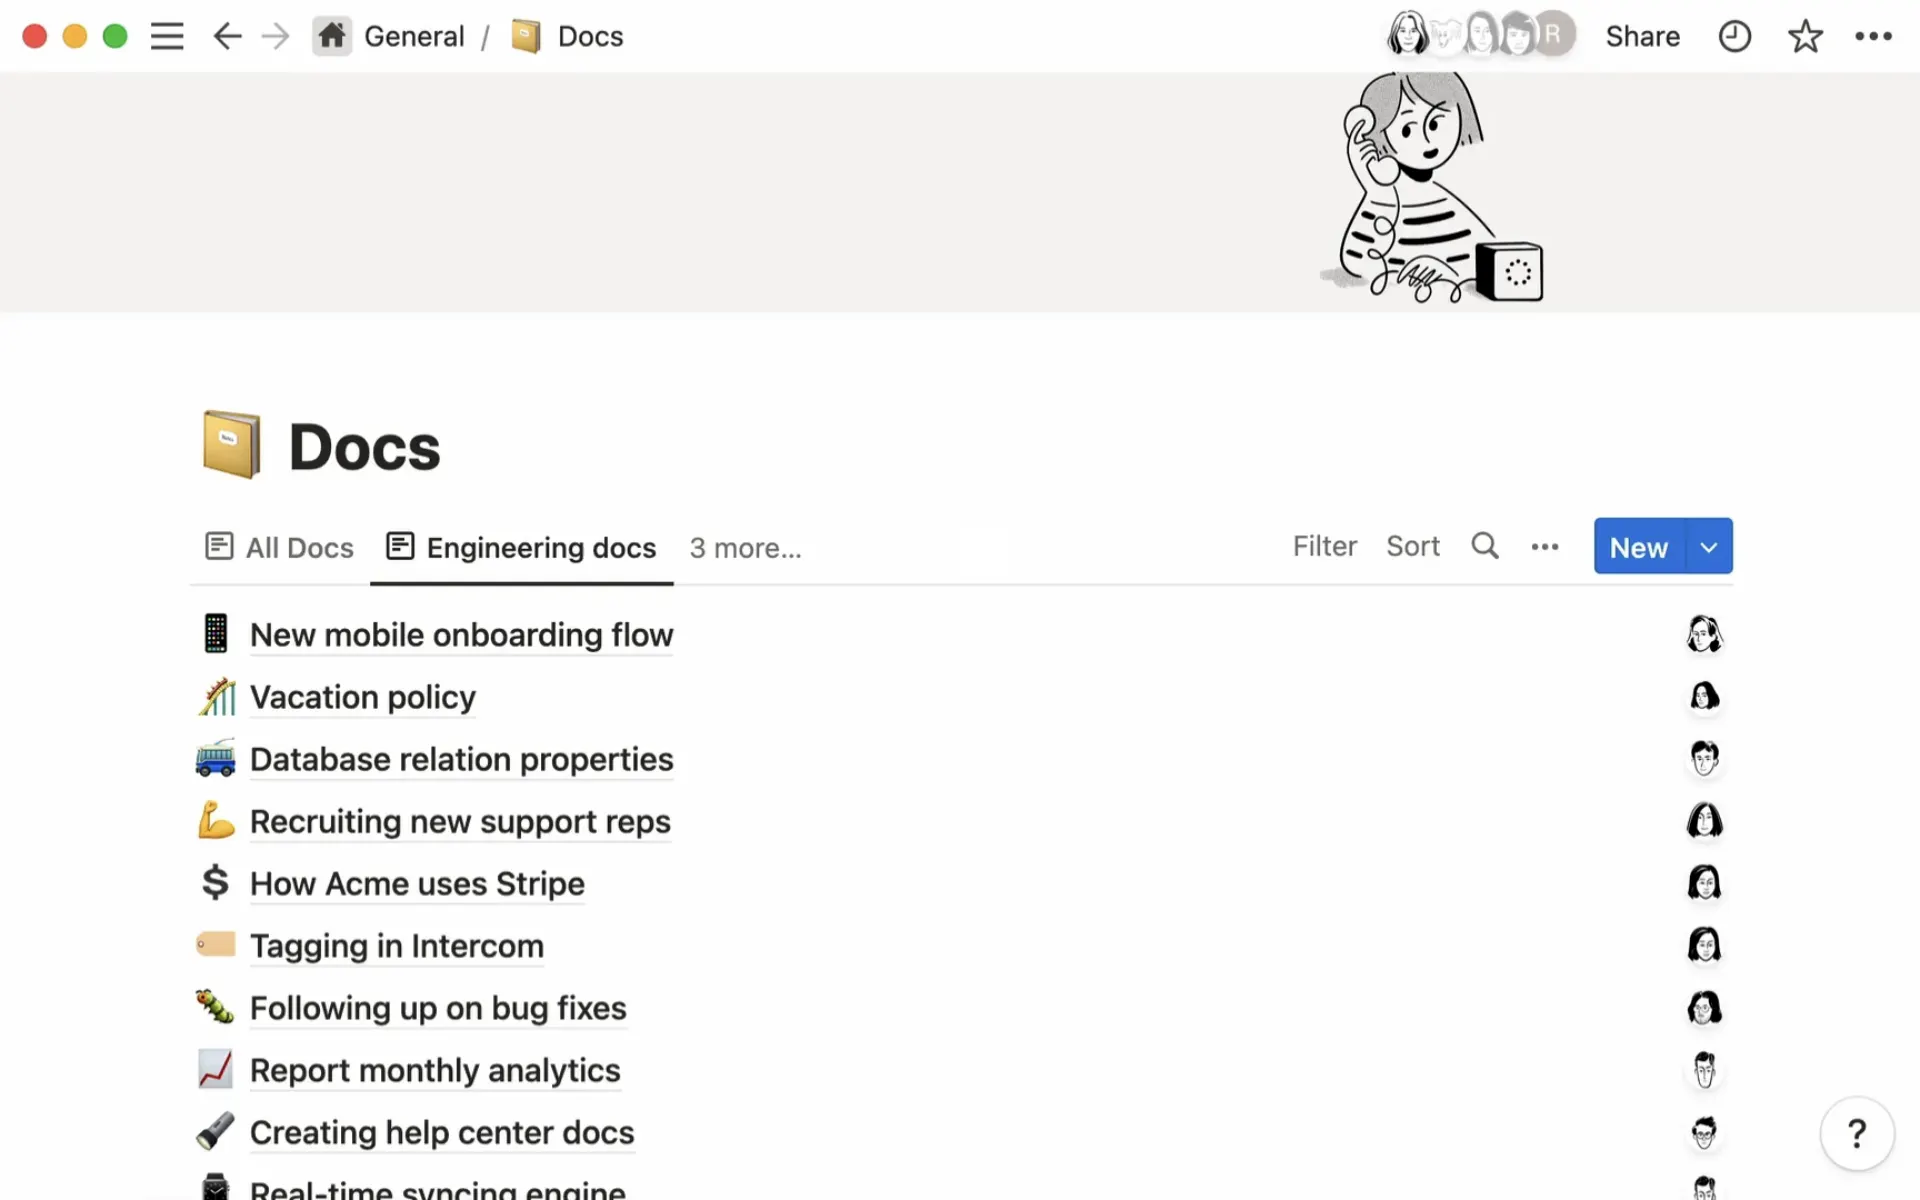 General / Docs
R
Share
Docs
All Docs
Engineering docs
3 more...
Filter
Sort
New
New mobile onboarding flow
Vacation policy
Database relation properties
Recruiting new support reps
How Acme uses Stripe
Tagging in Intercom
Following up on bug fixes
Report monthly analytics
Creating help center docs
?
Real-time syncing engine